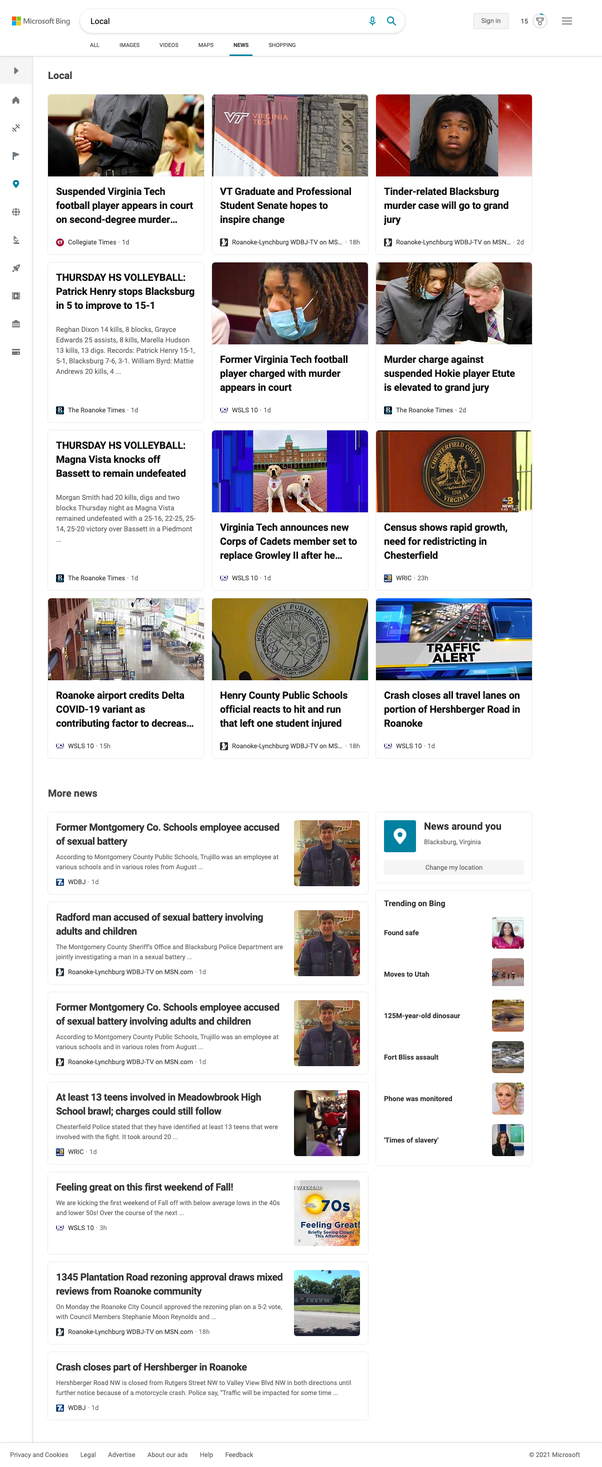 Microsoft Bing
Local
Sign in
15
ALL
IMAGES
VIDEOS
MAPS
NEWS
SHOPPING
Local
Suspended Virginia Tech
football player appears in court
on second-degree murder…
Collegiate Times · 1d
VIRGINIA
TECH
VT Graduate and Professional
Student Senate hopes to
inspire change
Roanoke-Lynchburg WDBJ-TV on MS... · 18h
Tinder-related Blacksburg
murder case will go to grand
jury
Roanoke-Lynchburg WDBJ-TV on MSN... · 2d
THURSDAY HS VOLLEYBALL:
Patrick Henry stops Blacksburg
in 5 to improve to 15-1
Reghan Dixon 14 kills, 8 blocks, Grayce
Edwards 25 assists, 8 kills, Marella Hudson
13 kills, 13 digs. Records: Patrick Henry 15-1,
5-1, Blacksburg 7-6, 3-1. William Byrd: Mattie
Andrews 20 kills, 4 ...
The Roanoke Times · 1d
Former Virginia Tech football
player charged with murder
appears in court
WSLS 10 · 1d
Murder charge against
suspended Hokie player Etute
is elevated to grand jury
The Roanoke Times · 2d
THURSDAY HS VOLLEYBALL:
Magna Vista knocks off
Bassett to remain undefeated
Morgan Smith had 20 kills, digs and two
blocks Thursday night as Magna Vista
remained undefeated with a 25-16, 22-25, 25-
14, 25-20 victory over Bassett in a Piedmont
...
The Roanoke Times · 1d
Virginia Tech announces new
Corps of Cadets member set to
replace Growley II after he…
WSLS 10 · 1d
CHESTERFIELD COUNTY
VIRGINIA
1749
8
NEWS
Census shows rapid growth,
need for redistricting in
Chesterfield
WRIC · 23h
Roanoke airport credits Delta
COVID-19 variant as
contributing factor to decreas…
WSLS 10 · 15h
HENRY COUNTY PUBLIC SCHOOLS
Henry County Public Schools
official reacts to hit and run
that left one student injured
Roanoke-Lynchburg WDBJ-TV on MS... · 18h
TRAFFIC
ALERT
Crash closes all travel lanes on
portion of Hershberger Road in
Roanoke
WSLS 10 · 1d
More news
Former Montgomery Co. Schools employee accused
of sexual battery
According to Montgomery County Public Schools, Trujillo was an employee at
various schools and in various roles from August ...
WDBJ · 1d
Radford man accused of sexual battery involving
adults and children
The Montgomery County Sheriff's Office and Blacksburg Police Department are
jointly investigating a man in a sexual battery ...
Roanoke-Lynchburg WDBJ-TV on MSN.com · 1d
Former Montgomery Co. Schools employee accused
of sexual battery involving adults and children
According to Montgomery County Public Schools, Trujillo was an employee at
various schools and in various roles from August ...
Roanoke-Lynchburg WDBJ-TV on MSN.com · 1d
At least 13 teens involved in Meadowbrook High
School brawl; charges could still follow
Chesterfield Police stated that they have identified at least 13 teens that were
involved with the fight. It took around 20 ...
WRIC · 1d
Feeling great on this first weekend of Fall!
We are kicking the first weekend of Fall off with below average lows in the 40s
and lower 50s! Over the course of the next ...
WSLS 10 · 3h
WEEKEND
70s
Feeling Great!
Briefly Seeing Clouds
This Afternoon
1345 Plantation Road rezoning approval draws mixed
reviews from Roanoke community
On Monday the Roanoke City Council approved the rezoning plan on a 5-2 vote,
with Council Members Stephanie Moon Reynolds and ...
Roanoke-Lynchburg WDBJ-TV on MSN.com · 18h
Crash closes part of Hershberger in Roanoke
Hershberger Road NW is closed from Rutgers Street NW to Valley View Blvd NW in both directions until
further notice because of a motorcycle crash. Police say, "Traffic will be impacted for some time ...
WDBJ · 1d
News around you
Blacksburg, Virginia
Change my location
Trending on Bing
Found safe
Moves to Utah
125M-year-old dinosaur
Fort Bliss assault
Phone was monitored
'Times of slavery'
Privacy and Cookies
Legal
Advertise
About our ads
Help
Feedback
© 2021 Microsoft